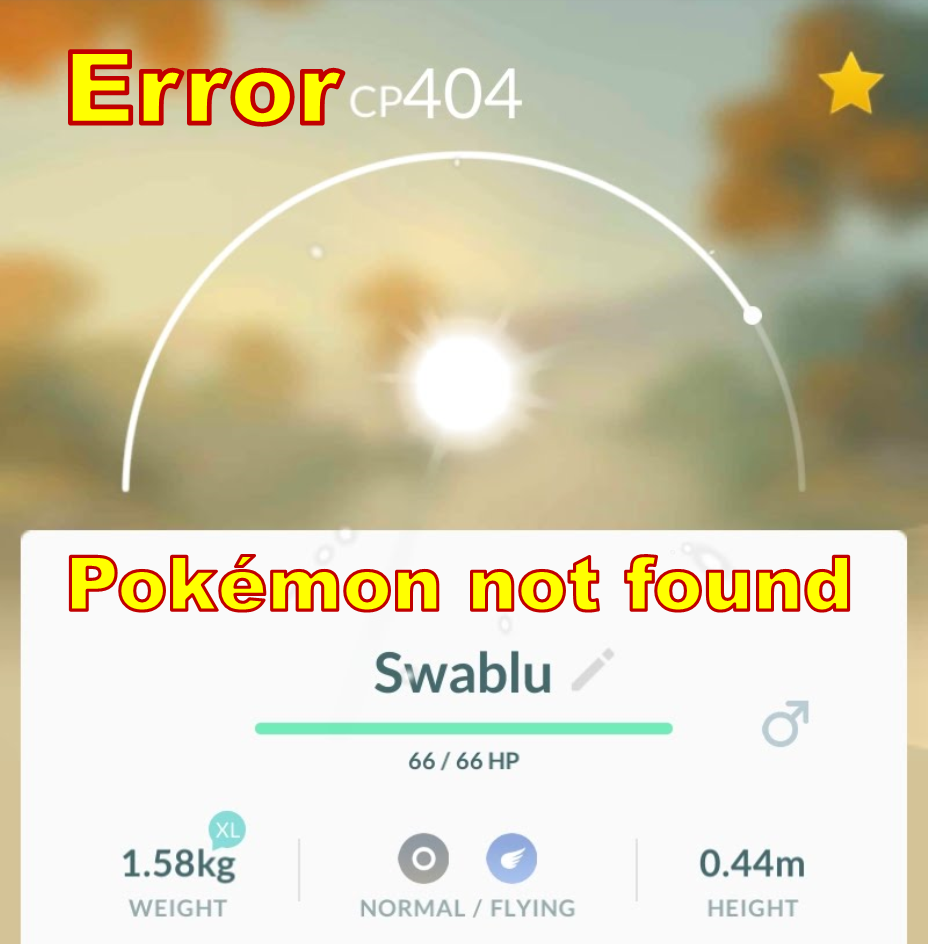 Error CP404
Pokémon not found
Swablu
66 / 66 HP
XL
1.58kg 0.44m
WEIGHT NORMAL / FLYING HEIGHT